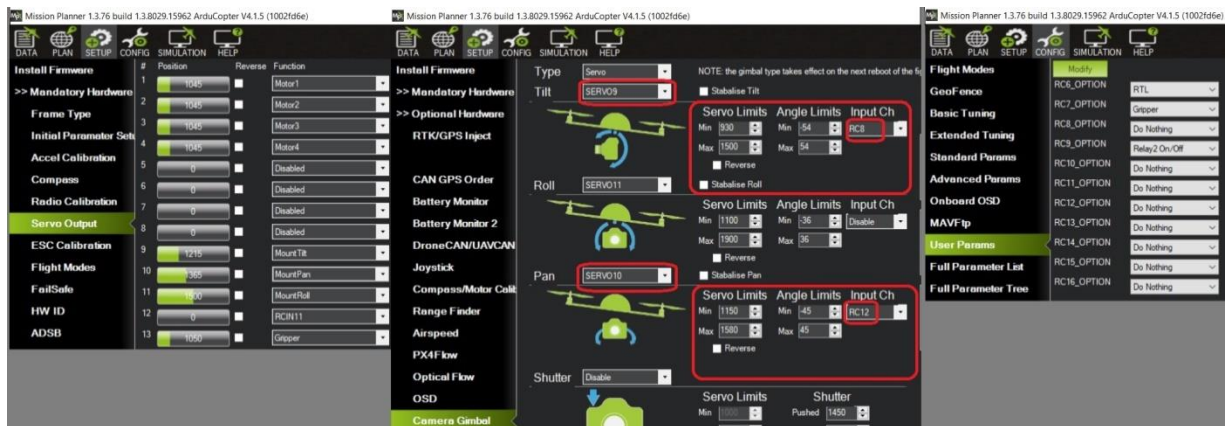 Mission Planner 1.3.76 build 1.3.8029.15962 ArduCopter V4.1.5 (1002fd6e)
DATA PLAN SETUP CONFIG SIMULATION HELP
Install Firmware
>> Mandatory Hardware
Frame Type
Initial Parameter Setu
Accel Calibration
Compass
Radio Calibration
Servo Output
ESC Calibration
Flight Modes
FailSafe
HW ID
ADSB
# Position Reverse Function
1 1045 Motor1
2 1045 Motor2
3 1045 Motor3
4 1045 Motor4
5 0 Disabled
6 0 Disabled
7 0 Disabled
8 0 Disabled
9 1215 MountTilt
10 1365 MountPan
11 1500 MountRoll
12 0 RCIN11
13 1050 Gripper
Mission Planner 1.3.76 build 1.3.8029.15962 ArduCopter V4.1.5 (1002fd6e)
DATA PLAN SETUP CONFIG SIMULATION HELP
Install Firmware
>> Mandatory Hardware
>> Optional Hardware
RTK/GPS Inject
CAN GPS Order
Battery Monitor
Battery Monitor 2
DroneCAN/UAVCAN
Joystick
Compass/Motor Calib
Range Finder
Airspeed
PX4Flow
Optical Flow
OSD
Camera Gimbal
Type Servo NOTE: the gimbal type takes effect on the next reboot of the flig
Tilt SERVO9 Stabalise Tilt
Servo Limits Angle Limits Input Ch
Min 930 Min -54 RC8
Max 1500 Max 54
Reverse
Roll SERVO11 Stabalise Roll
Servo Limits Angle Limits Input Ch
Min 1100 Min -36 Disable
Max 1900 Max 36
Reverse
Pan SERVO10 Stabalise Pan
Servo Limits Angle Limits Input Ch
Min 1150 Min -45 RC12
Max 1580 Max 45
Reverse
Shutter Disable
Servo Limits Shutter
Min 1000 Pushed 1450
Mission Planner 1.3.76 build 1.3.8029.15962 ArduCopter V4.1.5 (1002fd6e)
DATA PLAN SETUP CONFIG SIMULATION HELP
Flight Modes
GeoFence
Basic Tuning
Extended Tuning
Standard Params
Advanced Params
Onboard OSD
MAVFtp
User Params
Full Parameter List
Full Parameter Tree
Modify
RC6_OPTION RTL
RC7_OPTION Gripper
RC8_OPTION Do Nothing
RC9_OPTION Relay2 On/Off
RC10_OPTION Do Nothing
RC11_OPTION Do Nothing
RC12_OPTION Do Nothing
RC13_OPTION Do Nothing
RC14_OPTION Do Nothing
RC15_OPTION Do Nothing
RC16_OPTION Do Nothing